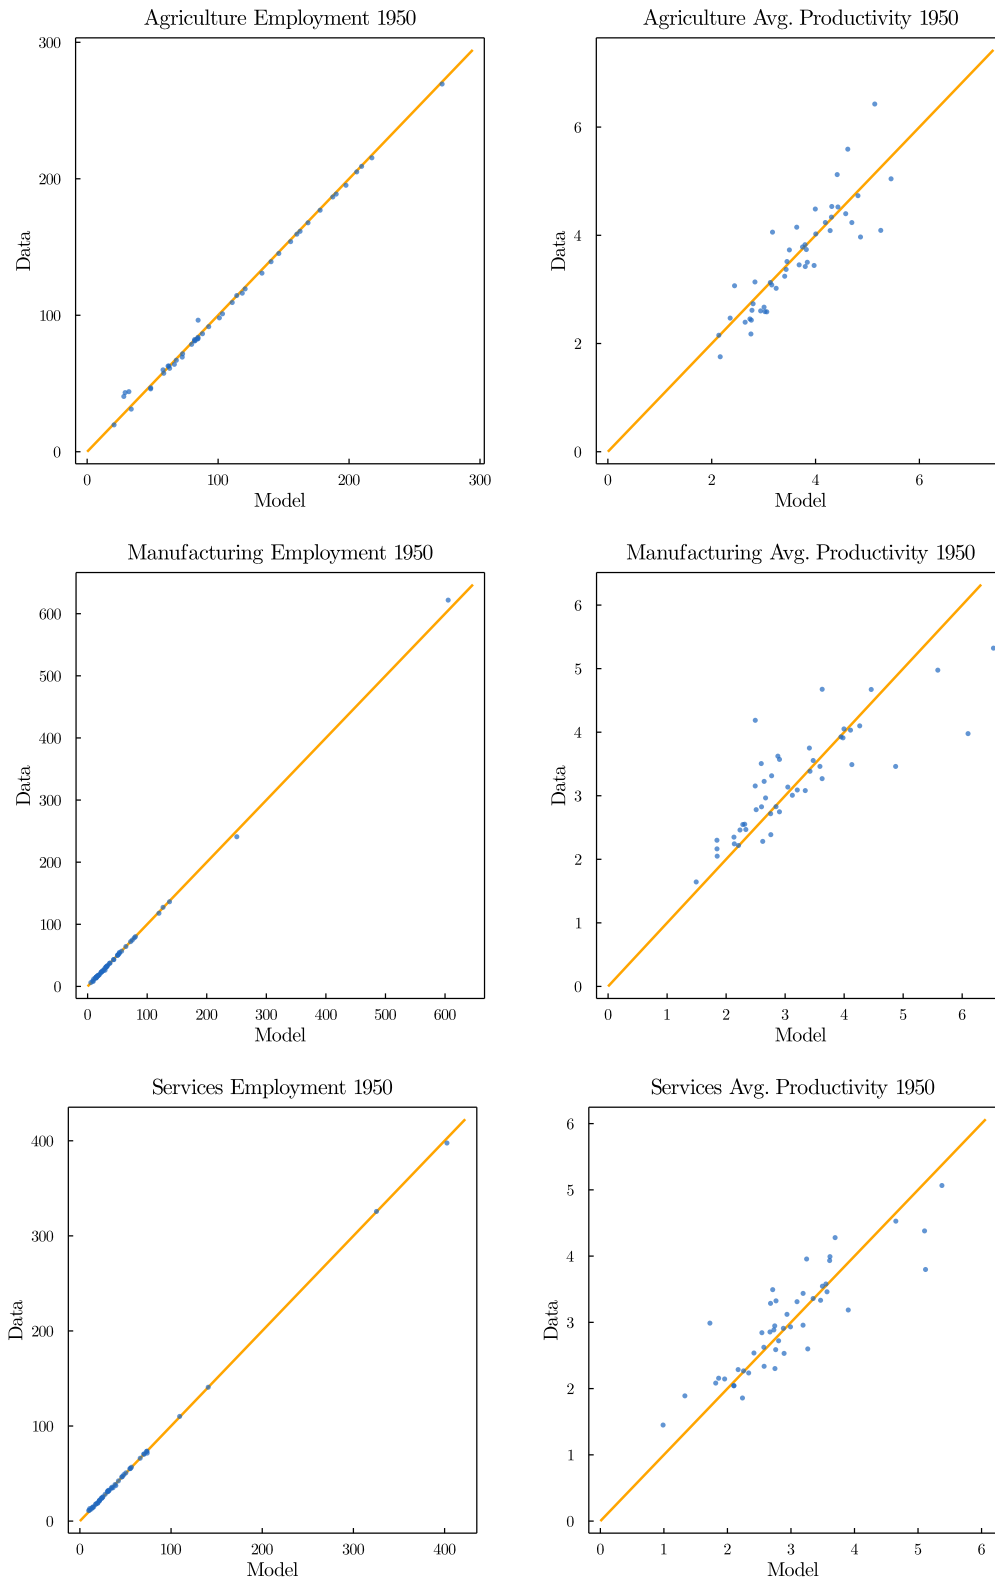 Agriculture Employment 1950
Agriculture Avg. Productivity 1950
300
200
100
0
Data
0 100 200 300
Model
6
4
2
0
Data
0 2 4 6
Model
Manufacturing Employment 1950
Manufacturing Avg. Productivity 1950
600
500
400
300
200
100
0
Data
0 100 200 300 400 500 600
Model
6
5
4
3
2
1
0
Data
0 1 2 3 4 5 6
Model
Services Employment 1950
Services Avg. Productivity 1950
400
300
200
100
0
Data
0 100 200 300 400
Model
6
5
4
3
2
1
0
Data
0 1 2 3 4 5 6
Model